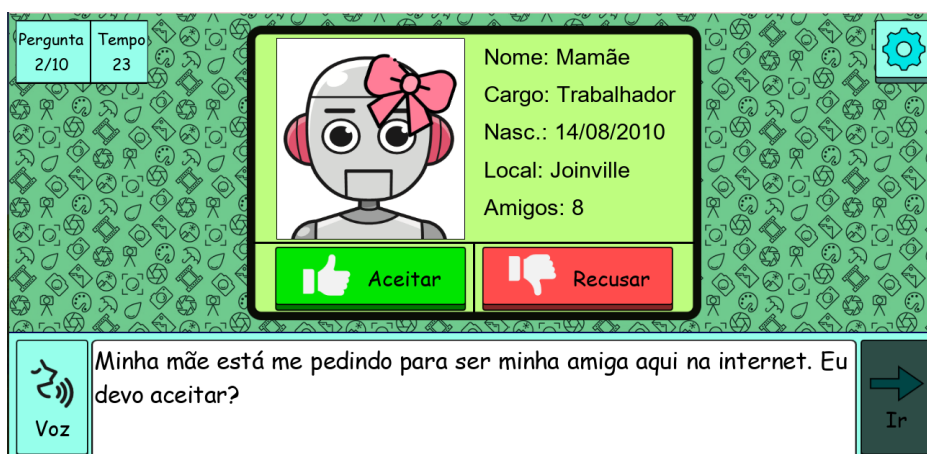 Pergunta
2/10
Tempo
23
Nome: Mamãe
Cargo: Trabalhador
Nasc.: 14/08/2010
Local: Joinville
Amigos: 8
Aceitar
Recusar
Voz
Minha mãe está me pedindo para ser minha amiga aqui na internet. Eu
devo aceitar?
Ir